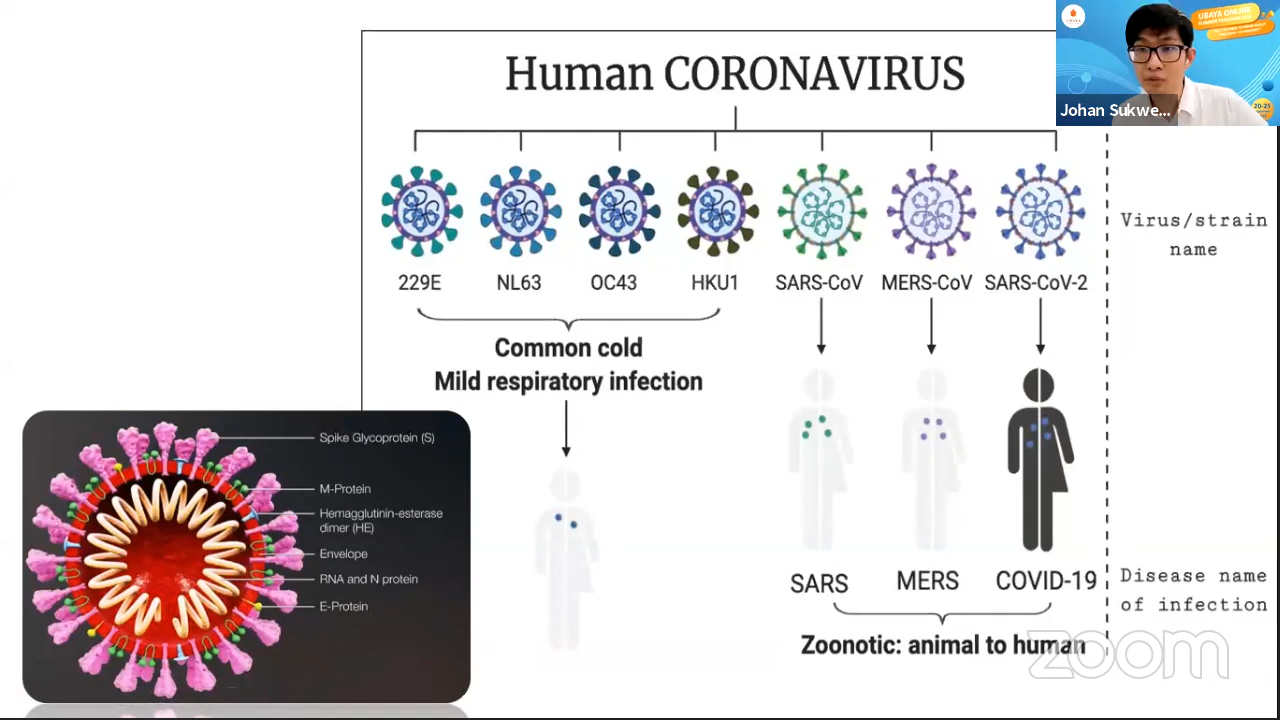 Human CORONAVIRUS
UBAYA ONLINE
Johan Sukwe...
20-25
229E
NL63
OC43
HKU1
SARS-CoV
MERS-CoV
SARS-CoV-2
Virus/strain
name
Common cold
Mild respiratory infection
Spike Glycoprotein (S)
M-Protein
Hemagglutinin-esterase
dimer (HE)
Envelope
RNA and N protein
E-Protein
SARS
MERS
COVID-19
Disease name
of infection
Zoonotic: animal to human
zoom